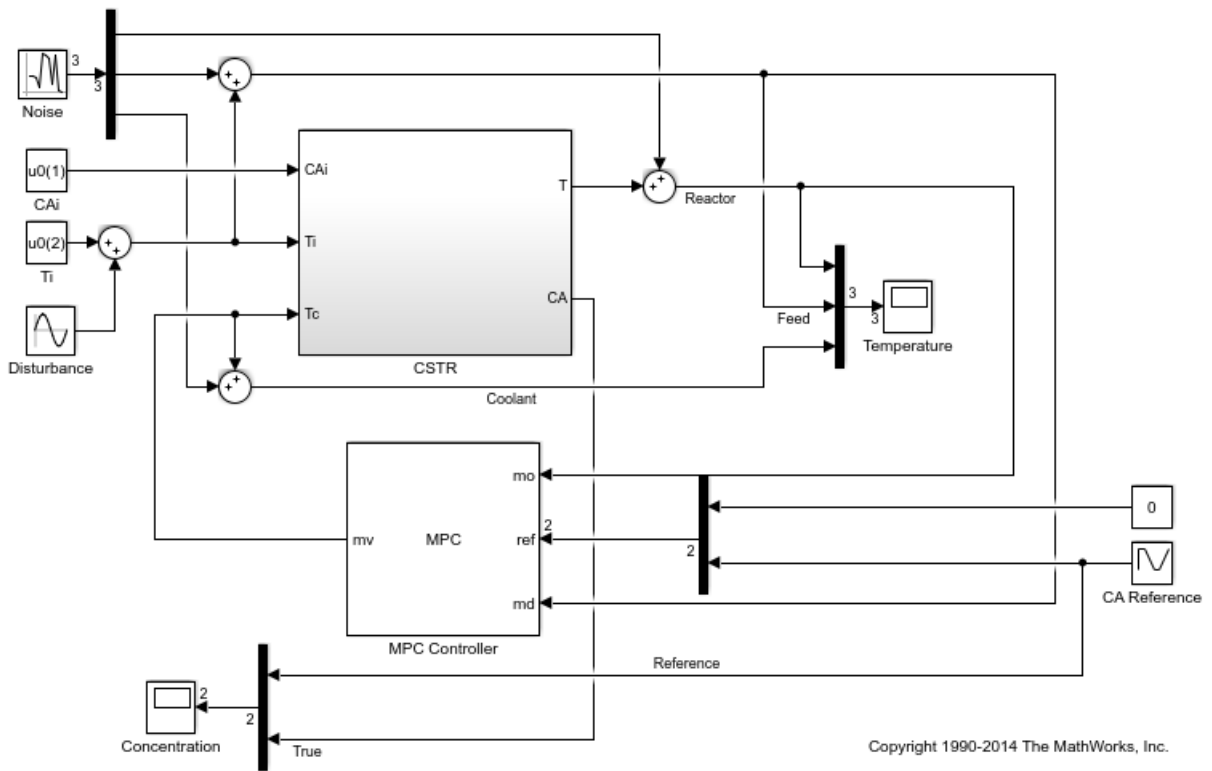 3
3
Noise
+
+
u0(1)
CAi
CAi
T
+
+
Reactor
u0(2)
Ti
+
+
Ti
CA
Disturbance
Tc
CSTR
+
+
Coolant
Feed
3
3
Temperature
mo
mv
MPC
ref
md
MPC Controller
2
2
0
CA Reference
Reference
2
2
Concentration
True
Copyright 1990-2014 The MathWorks, Inc.